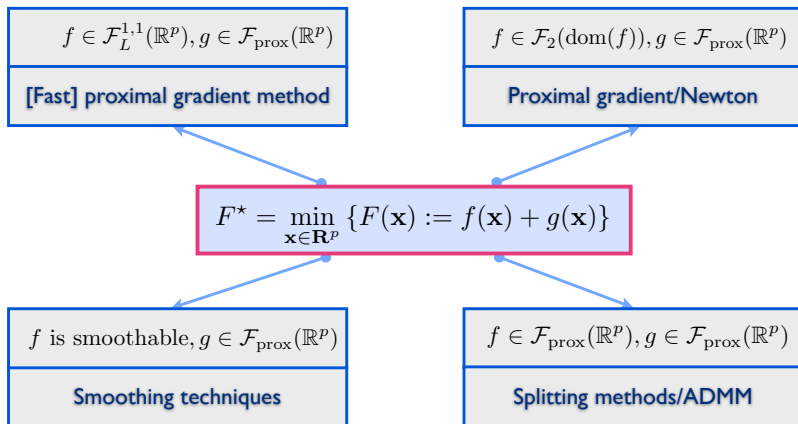 f ∈ 𝓕_L^{1,1}(ℝ^p), g ∈ 𝓕_prox(ℝ^p)
[Fast] proximal gradient method
f ∈ 𝓕_2(dom(f)), g ∈ 𝓕_prox(ℝ^p)
Proximal gradient/Newton
F^⋆ = min_{𝐱∈𝐑^p} {F(𝐱) := f(𝐱) + g(𝐱)}
f is smoothable, g ∈ 𝓕_prox(ℝ^p)
Smoothing techniques
f ∈ 𝓕_prox(ℝ^p), g ∈ 𝓕_prox(ℝ^p)
Splitting methods/ADMM